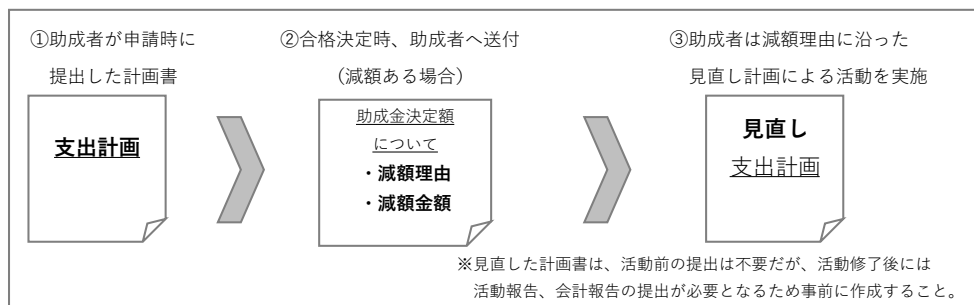 ①助成者が申請時に
提出した計画書
支出計画
②合格決定時、助成者へ送付
（減額ある場合）
助成金決定額
について
・減額理由
・減額金額
③助成者は減額理由に沿った
見直し計画による活動を実施
見直し
支出計画
※見直した計画書は、活動前の提出は不要だが、活動修了後には
活動報告、会計報告の提出が必要となるため事前に作成すること。